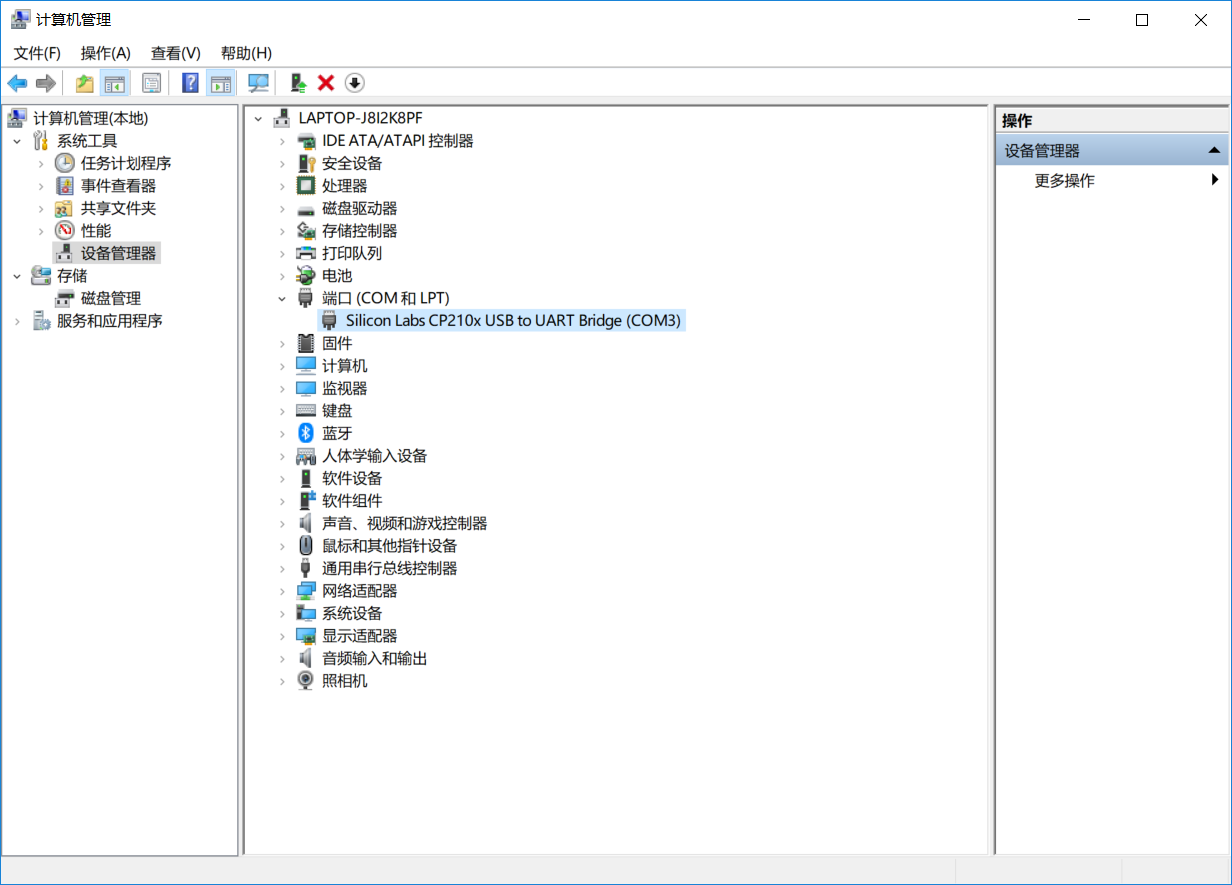 计算机管理
文件(F) 操作(A) 查看(V) 帮助(H)
计算机管理(本地)
系统工具
任务计划程序
事件查看器
共享文件夹
性能
设备管理器
存储
磁盘管理
服务和应用程序
LAPTOP-J8I2K8PF
IDE ATA/ATAPI 控制器
安全设备
处理器
磁盘驱动器
存储控制器
打印队列
电池
端口 (COM 和 LPT)
Silicon Labs CP210x USB to UART Bridge (COM3)
固件
计算机
监视器
键盘
蓝牙
人体学输入设备
软件设备
软件组件
声音、视频和游戏控制器
鼠标和其他指针设备
通用串行总线控制器
网络适配器
系统设备
显示适配器
音频输入和输出
照相机
操作
设备管理器
更多操作